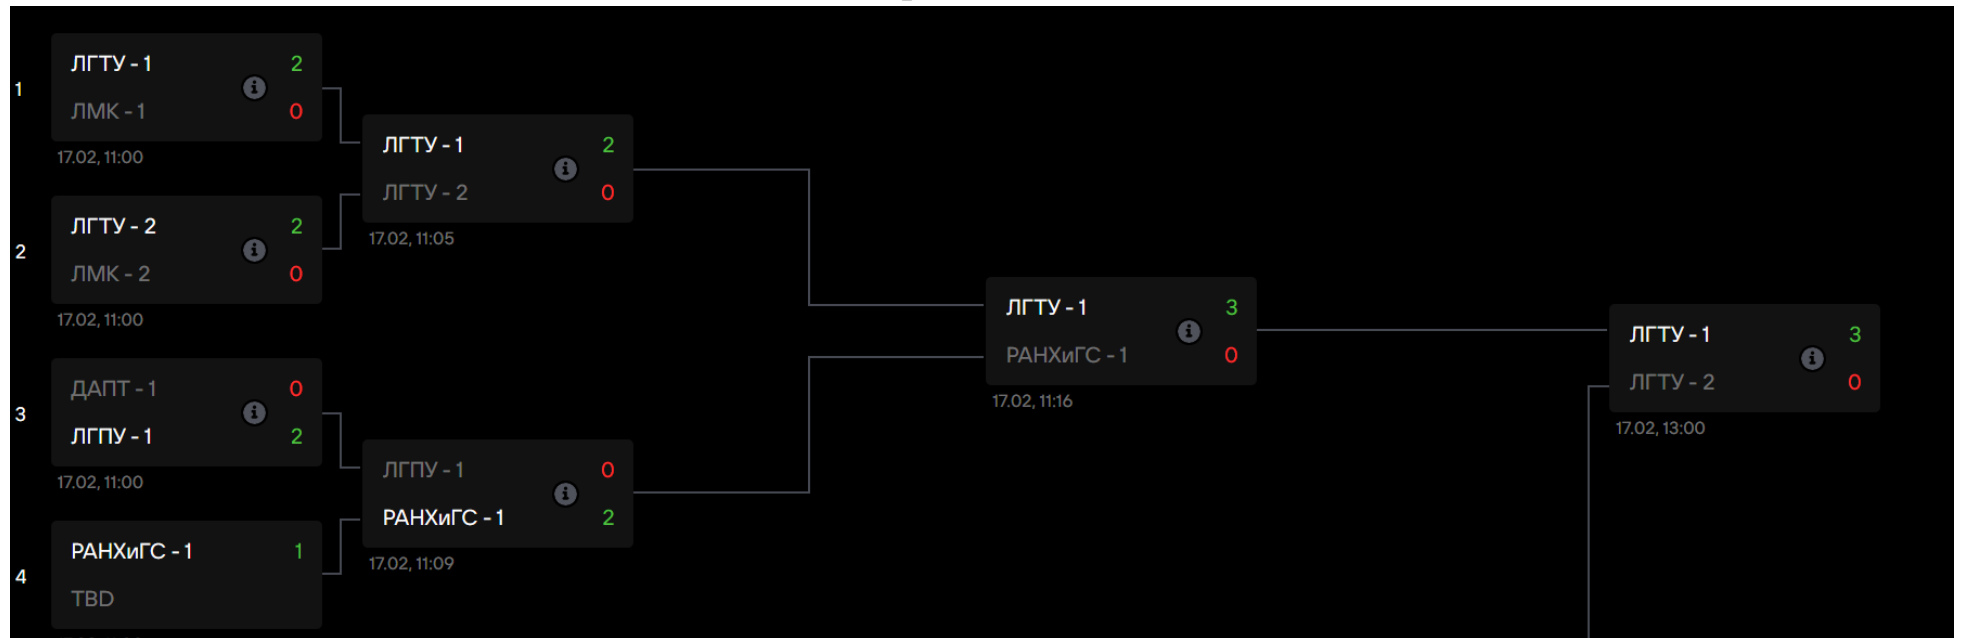 1
ЛГТУ - 1 2
ЛМК - 1 0
17.02, 11:00
2
ЛГТУ - 2 2
ЛМК - 2 0
17.02, 11:00
3
ДАПТ - 1 0
ЛГПУ - 1 2
17.02, 11:00
4
РАНХиГС - 1 1
TBD
ЛГТУ - 1 2
ЛГТУ - 2 0
17.02, 11:05
ЛГПУ - 1 0
РАНХиГС - 1 2
17.02, 11:09
ЛГТУ - 1 3
РАНХиГС - 1 0
17.02, 11:16
ЛГТУ - 1 3
ЛГТУ - 2 0
17.02, 13:00